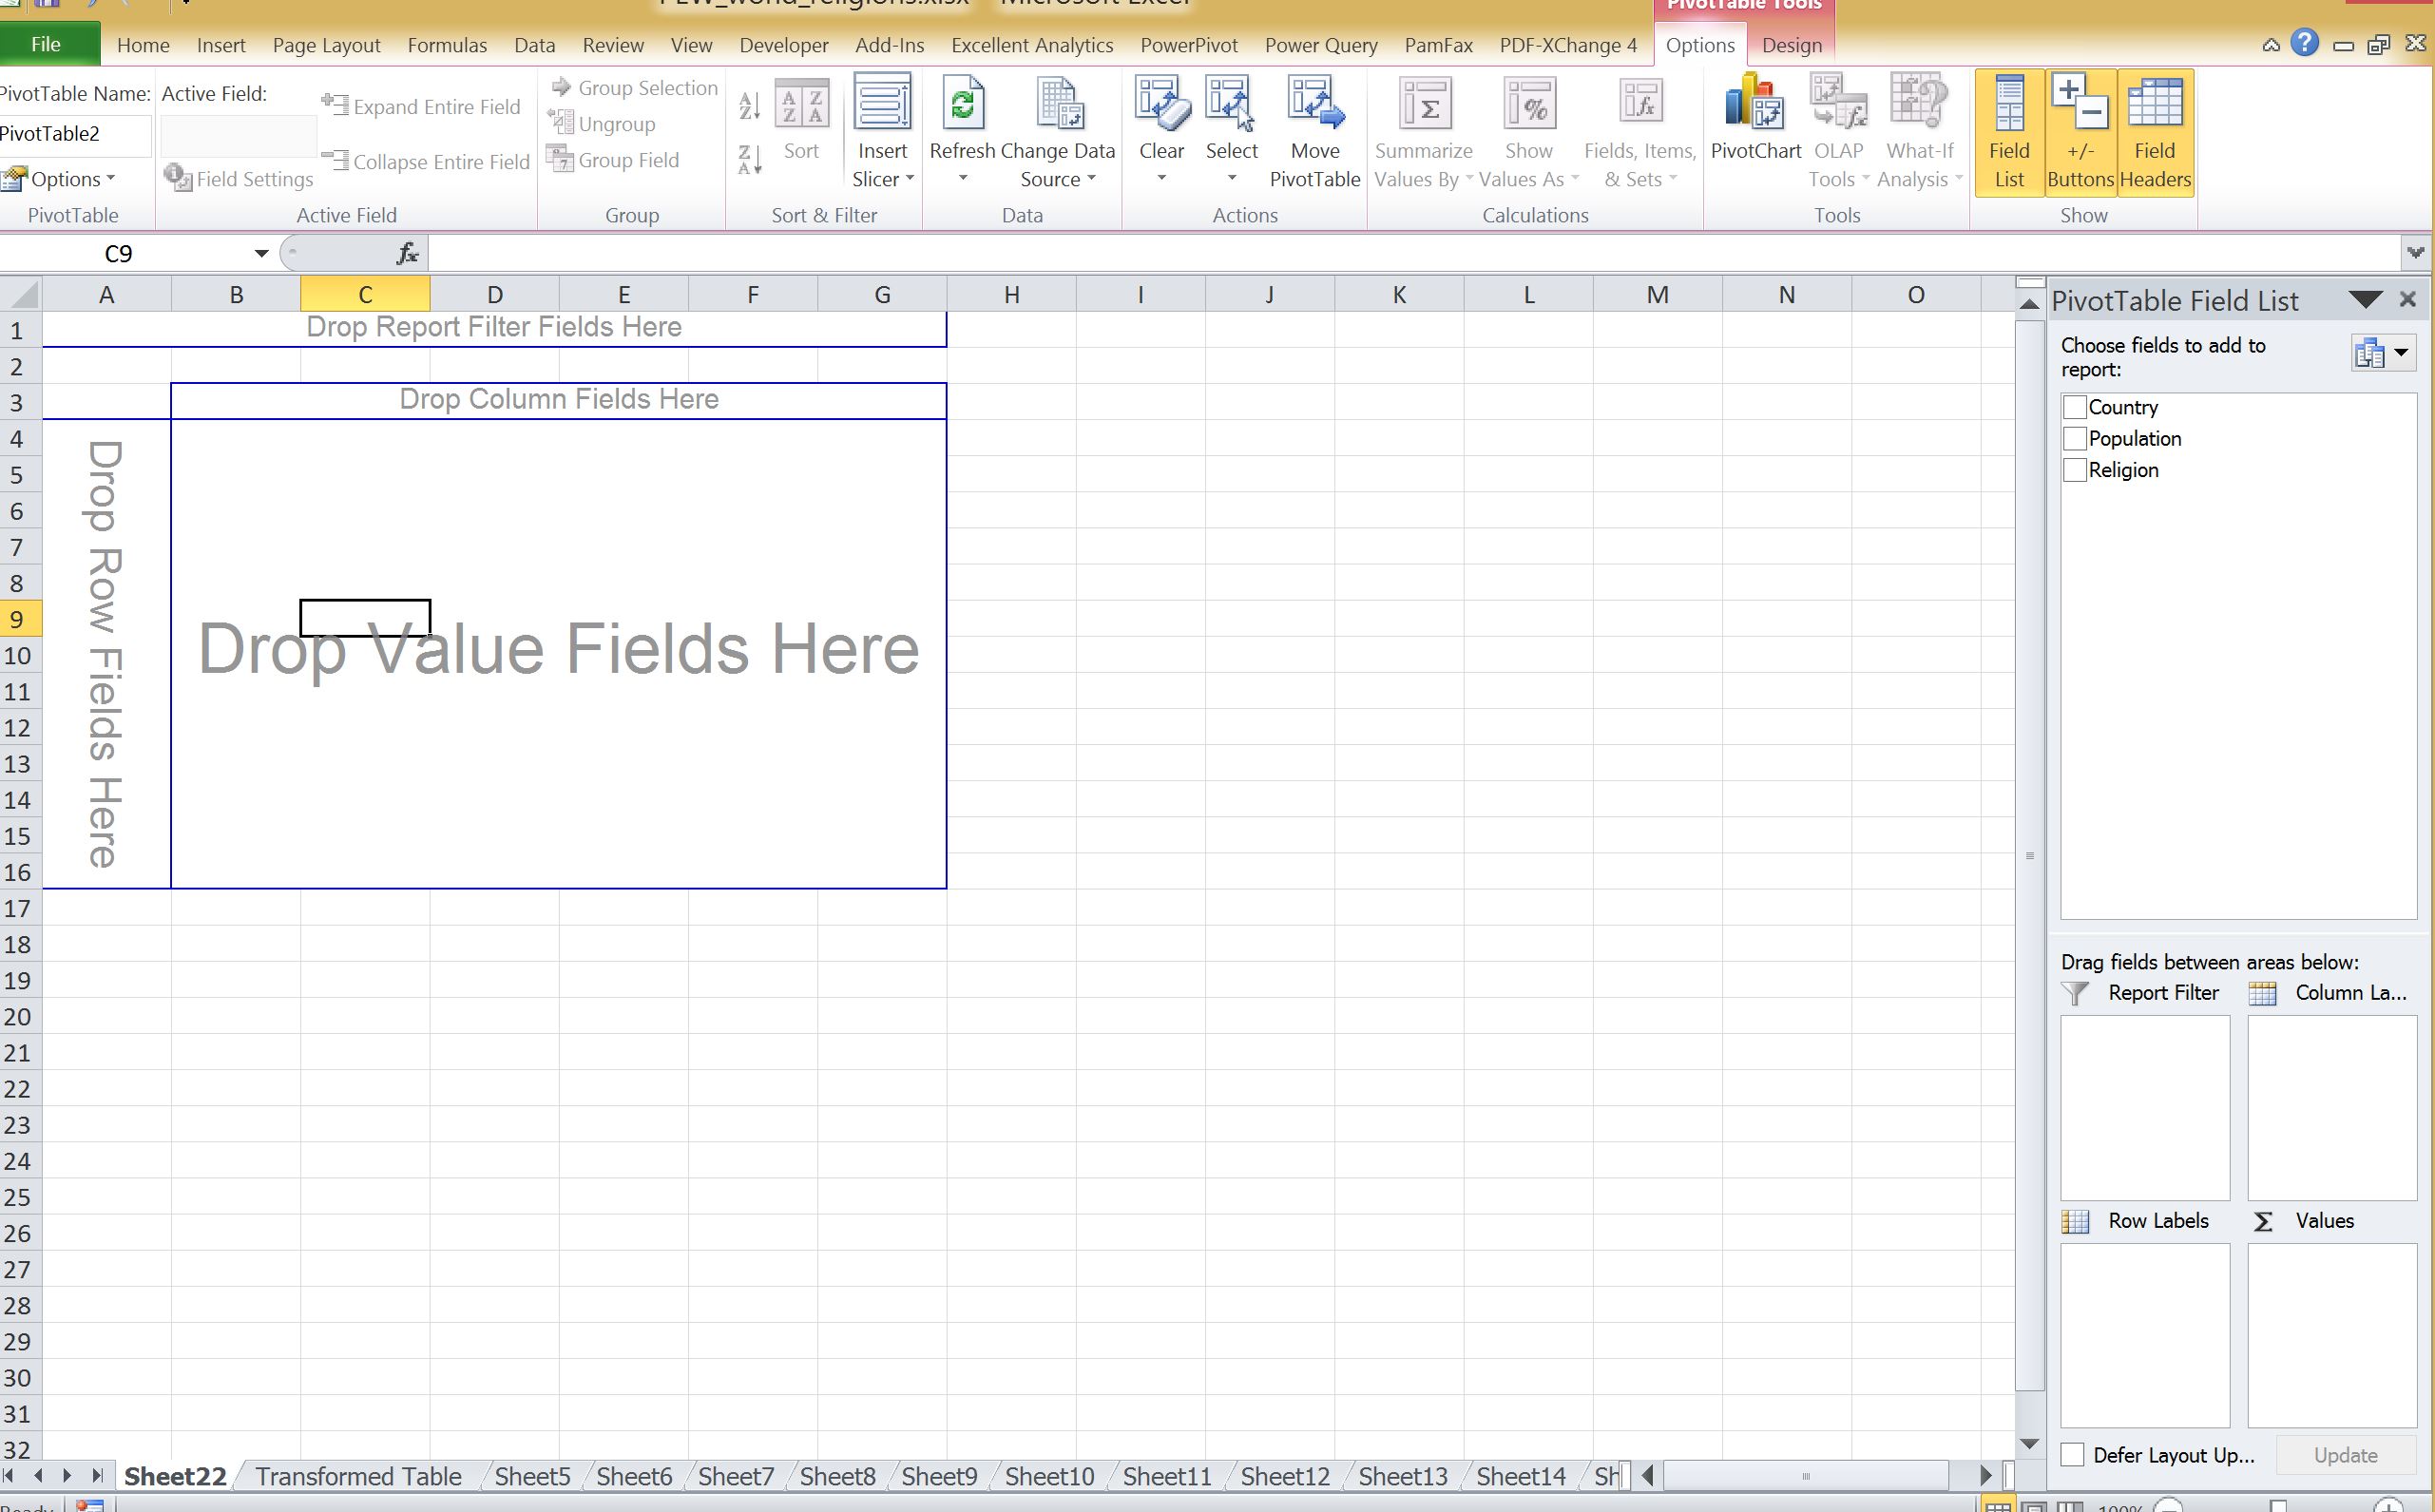 PEW_world_religions.xlsx - Microsoft Excel
PivotTable Tools
File Home Insert Page Layout Formulas Data Review View Developer Add-Ins Excellent Analytics PowerPivot Power Query PamFax PDF-XChange 4 Options Design
PivotTable Name:
PivotTable2
Options
PivotTable
Active Field:
Field Settings
Expand Entire Field
Collapse Entire Field
Active Field
Group Selection
Ungroup
Group Field
Group
Sort
Insert Slicer
Sort & Filter
Refresh
Change Data Source
Data
Clear
Select
Move PivotTable
Actions
Summarize Values By
Show Values As
Fields, Items, & Sets
Calculations
PivotChart
OLAP Tools
What-If Analysis
Tools
Field List
+/- Buttons
Field Headers
Show
C9
fx
A B C D E F G H I J K L M N O
1
2
3
4
5
6
7
8
9
10
11
12
13
14
15
16
17
18
19
20
21
22
23
24
25
26
27
28
29
30
31
32
Drop Report Filter Fields Here
Drop Column Fields Here
Drop Row Fields Here
Drop Value Fields Here
PivotTable Field List
Choose fields to add to
report:
Country
Population
Religion
Drag fields between areas below:
Report Filter
Column La...
Row Labels
Σ Values
Defer Layout Up...
Update
Sheet22 Transformed Table Sheet5 Sheet6 Sheet7 Sheet8 Sheet9 Sheet10 Sheet11 Sheet12 Sheet13 Sheet14 Sh
Ready
100%